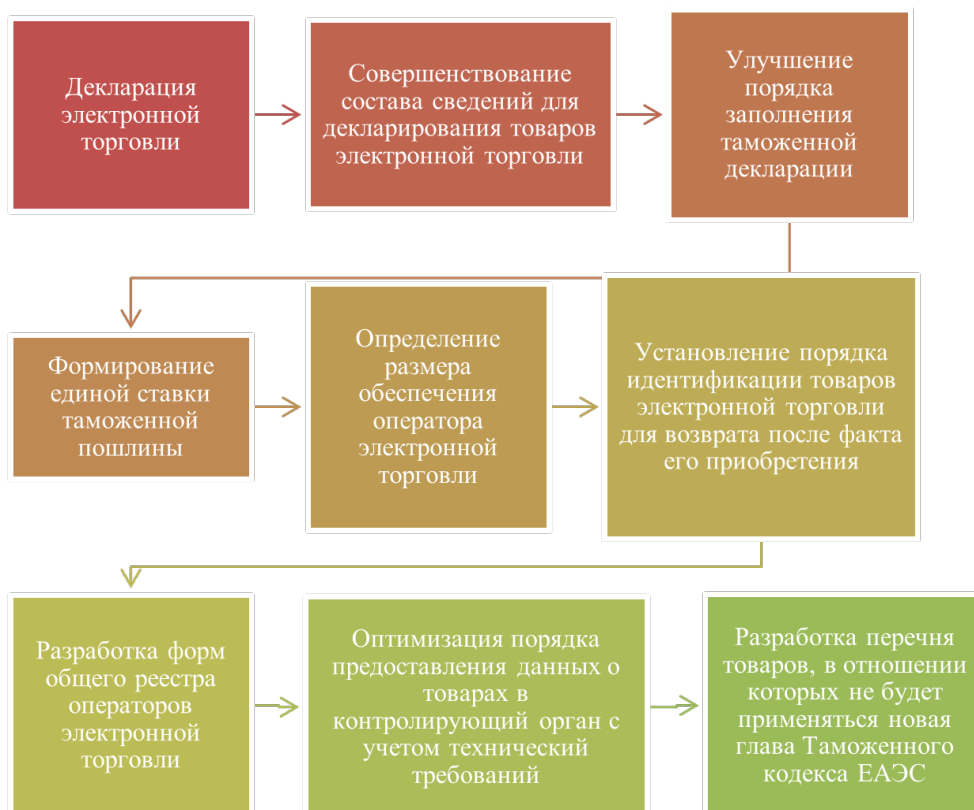 Декларация
электронной
торговли
Совершенствование
состава сведений для
декларирования товаров
электронной торговли
Улучшение
порядка
заполнения
таможенной
декларации
Формирование
единой ставки
таможенной
пошлины
Определение
размера
обеспечения
оператора
электронной
торговли
Установление порядка
идентификации товаров
электронной торговли
для возврата после факта
его приобретения
Разработка форм
общего реестра
операторов
электронной
торговли
Оптимизация порядка
предоставления данных о
товарах в
контролирующий орган с
учетом технический
требований
Разработка перечня
товаров, в отношении
которых не будет
применяться новая
глава Таможенного
кодекса ЕАЭС